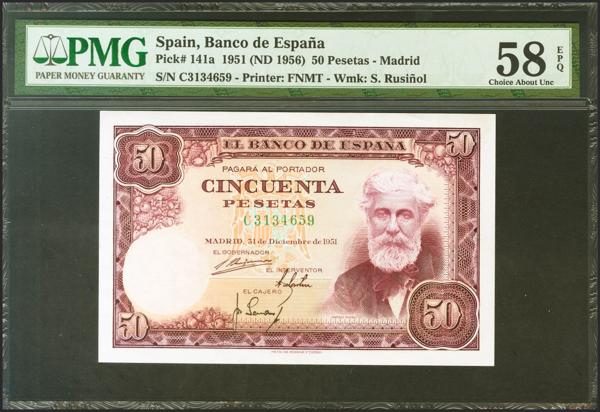 PMG
PAPER MONEY GUARANTY
Spain, Banco de España
Pick# 141a 1951 (ND 1956) 50 Pesetas - Madrid
S/N C3134659 - Printer: FNMT - Wmk: S. Rusiñol
58
EPQ
Choice About Unc
50
50
EL BANCO DE ESPAÑA
PAGARÁ AL PORTADOR
CINCUENTA
PESETAS
C3134659
MADRID, 31 de Diciembre de 1951
EL GOBERNADOR
EL INTERVENTOR
EL CAJERO
50
50